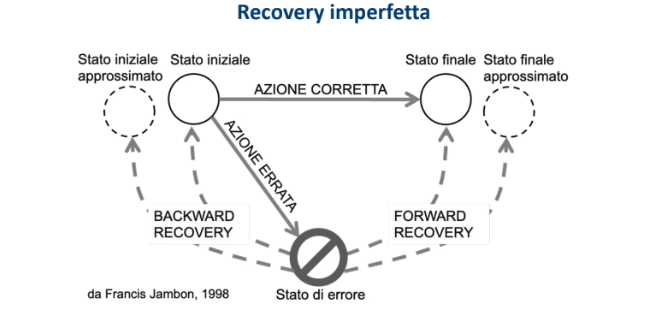 Recovery imperfetta
Stato iniziale
approssimato
Stato iniziale
Stato finale
Stato finale
approssimato
AZIONE CORRETTA
AZIONE ERRATA
BACKWARD
RECOVERY
FORWARD
RECOVERY
da Francis Jambon, 1998
Stato di errore